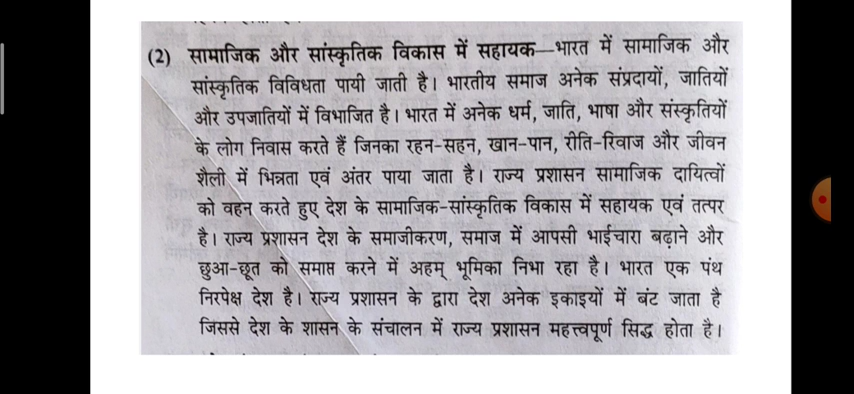 (2) सामाजिक और सांस्कृतिक विकास में सहायक—भारत में सामाजिक और
सांस्कृतिक विविधता पायी जाती है। भारतीय समाज अनेक संप्रदायों, जातियों
और उपजातियों में विभाजित है। भारत में अनेक धर्म, जाति, भाषा और संस्कृतियों
के लोग निवास करते हैं जिनका रहन-सहन, खान-पान, रीति-रिवाज और जीवन
शैली में भिन्नता एवं अंतर पाया जाता है। राज्य प्रशासन सामाजिक दायित्वों
को वहन करते हुए देश के सामाजिक-सांस्कृतिक विकास में सहायक एवं तत्पर
है। राज्य प्रशासन देश के समाजीकरण, समाज में आपसी भाईचारा बढ़ाने और
छुआ-छूत को समाप्त करने में अहम् भूमिका निभा रहा है। भारत एक पंथ
निरपेक्ष देश है। राज्य प्रशासन के द्वारा देश अनेक इकाइयों में बंट जाता है
जिससे देश के शासन के संचालन में राज्य प्रशासन महत्त्वपूर्ण सिद्ध होता है।